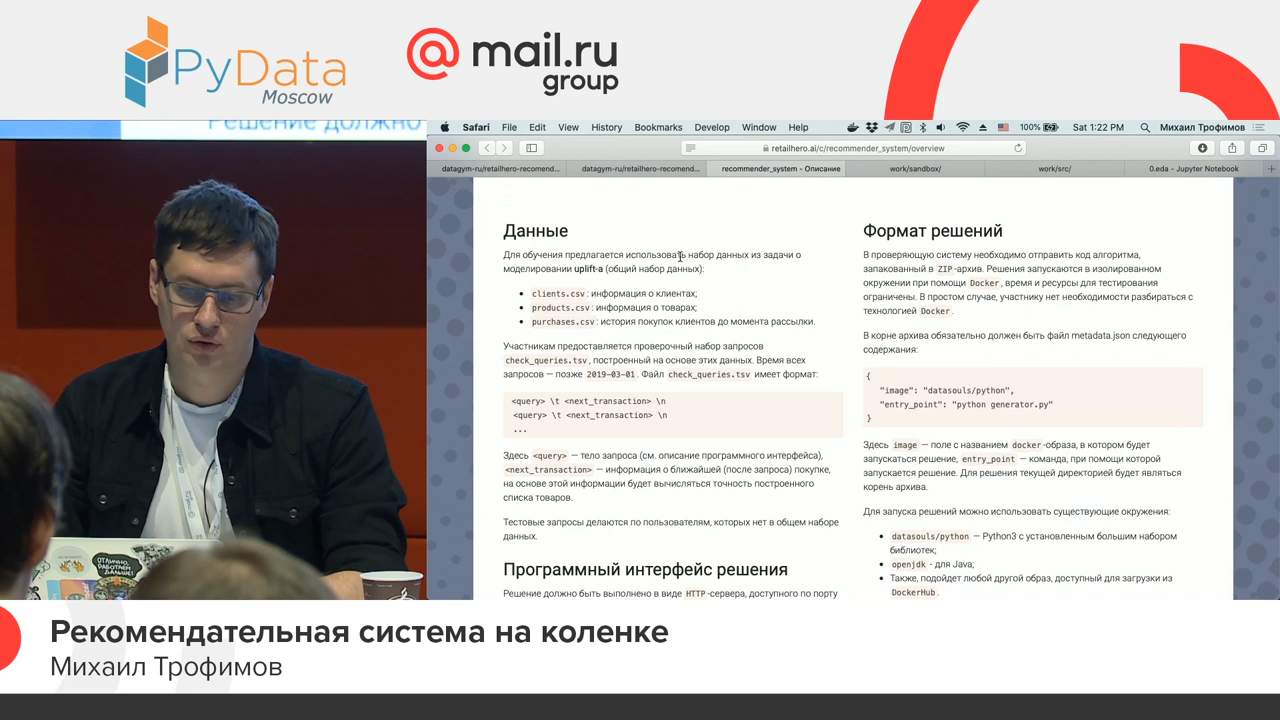 PyData
Moscow
mail.ru
group
Решение должно
Safari File Edit View History Bookmarks Develop Window Help
100% Sat 1:22 PM Михаил Трофимов
retailhero.ai/c/recommender_system/overview
datagym-ru/retailhero-recomend...
datagym-ru/retailhero-recomend...
recommender_system - Описание
work/sandbox/
work/src/
0.eda - Jupyter Notebook
Данные
Для обучения предлагается использовать набор данных из задачи о
моделировании uplift-а (общий набор данных):
• clients.csv: информация о клиентах;
• products.csv: информация о товарах;
• purchases.csv: история покупок клиентов до момента рассылки.
Участникам предоставляется проверочный набор запросов
check_queries.tsv, построенный на основе этих данных. Время всех
запросов — позже 2019-03-01. Файл check_queries.tsv имеет формат:
<query> \t <next_transaction> \n
<query> \t <next_transaction> \n
...
Здесь <query> — тело запроса (см. описание программного интерфейса),
<next_transaction> — информация о ближайшей (после запроса) покупке,
на основе этой информации будет вычисляться точность построенного
списка товаров.
Тестовые запросы делаются по пользователям, которых нет в общем наборе
данных.
Программный интерфейс решения
Решение должно быть выполнено в виде HTTP-сервера, доступного по порту
Формат решений
В проверяющую систему необходимо отправить код алгоритма,
запакованный в ZIP-архив. Решения запускаются в изолированном
окружении при помощи Docker, время и ресурсы для тестирования
ограничены. В простом случае, участнику нет необходимости разбираться с
технологией Docker.
В корне архива обязательно должен быть файл metadata.json следующего
содержания:
{
"image": "datasouls/python",
"entry_point": "python generator.py"
}
Здесь image — поле с названием docker-образа, в котором будет
запускаться решение, entry_point — команда, при помощи которой
запускается решение. Для решения текущей директорией будет являться
корень архива.
Для запуска решений можно использовать существующие окружения:
• datasouls/python — Python3 с установленным большим набором
библиотек;
• openjdk - для Java;
• Также, подойдет любой другой образ, доступный для загрузки из
DockerHub.
ОТЛИЧНО,
РАБОТАЕМ
ДАЛЬШЕ!
Рекомендательная система на коленке
Михаил Трофимов